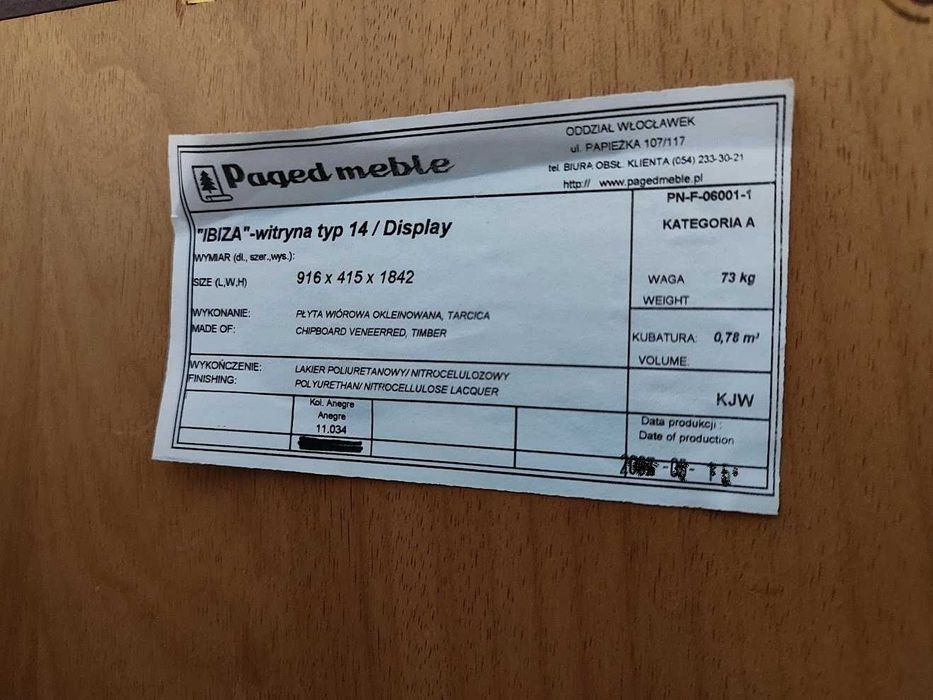 Paged meble
ODDZIAŁ WŁOCŁAWEK
ul. PAPIEŻKA 107/117
tel. BIURA OBSŁ. KLIENTA (054) 233-30-21
http:// www.pagedmeble.pl
"IBIZA"-witryna typ 14 / Display
PN-F-06001-1
KATEGORIA A
WYMIAR (dł., szer.,wys.):
SIZE (L,W,H) 916 x 415 x 1842
WAGA 73 kg
WEIGHT
WYKONANIE: PŁYTA WIÓROWA OKLEINOWANA, TARCICA
MADE OF: CHIPBOARD VENEERRED, TIMBER
KUBATURA: 0,78 m³
VOLUME:
WYKOŃCZENIE: LAKIER POLIURETANOWY/ NITROCELULOZOWY
FINISHING: POLYURETHAN/ NITROCELLULOSE LACQUER
KJW
Kol. Anegre
Anegre
11.034
Data produkcji :
Date of production